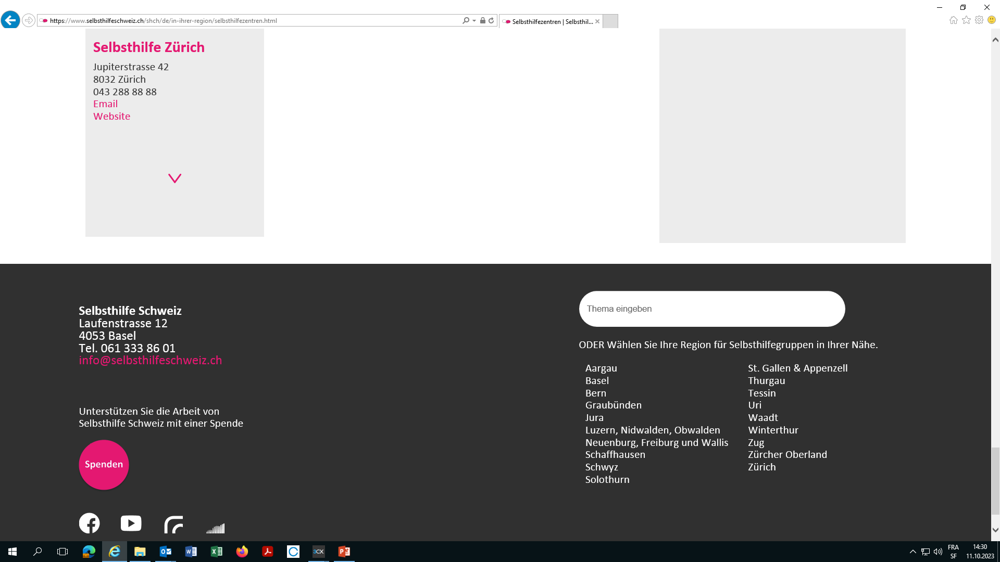 https://www.selbsthilfeschweiz.ch/shch/de/in-ihrer-region/selbsthilfezentren.html
Selbsthilfezentren | Selbsthil...
Selbsthilfe Zürich
Jupiterstrasse 42
8032 Zürich
043 288 88 88
Email
Website
Selbsthilfe Schweiz
Laufenstrasse 12
4053 Basel
Tel. 061 333 86 01
info@selbsthilfeschweiz.ch
Unterstützen Sie die Arbeit von
Selbsthilfe Schweiz mit einer Spende
Spenden
Thema eingeben
ODER Wählen Sie Ihre Region für Selbsthilfegruppen in Ihrer Nähe.
Aargau
Basel
Bern
Graubünden
Jura
Luzern, Nidwalden, Obwalden
Neuenburg, Freiburg und Wallis
Schaffhausen
Schwyz
Solothurn
St. Gallen & Appenzell
Thurgau
Tessin
Uri
Waadt
Winterthur
Zug
Zürcher Oberland
Zürich
3CX
FRA
SF
14:30
11.10.2023